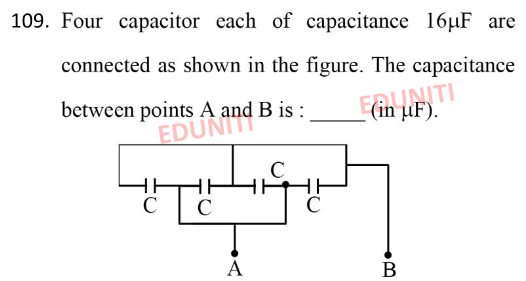 109. Four capacitor each of capacitance 16μF are
connected as shown in the figure. The capacitance
between points A and B is : _____ (in μF).
EDUNITI
EDUNITI
C
C C C
A B